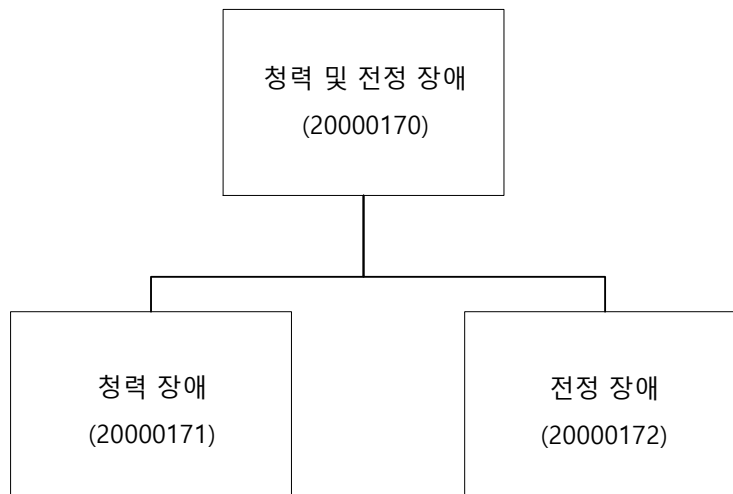 청력 및 전정 장애
(20000170)
청력 장애
(20000171)
전정 장애
(20000172)